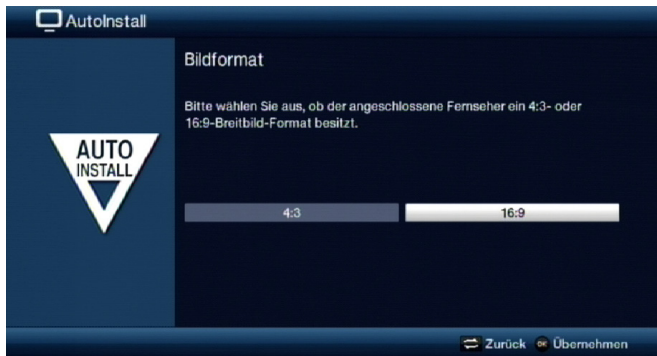 AutoInstall
Bildformat
Bitte wählen Sie aus, ob der angeschlossene Fernseher ein 4:3- oder
16:9-Breitbild-Format besitzt.
AUTO
INSTALL
4:3 16:9
Zurück OK Übernehmen